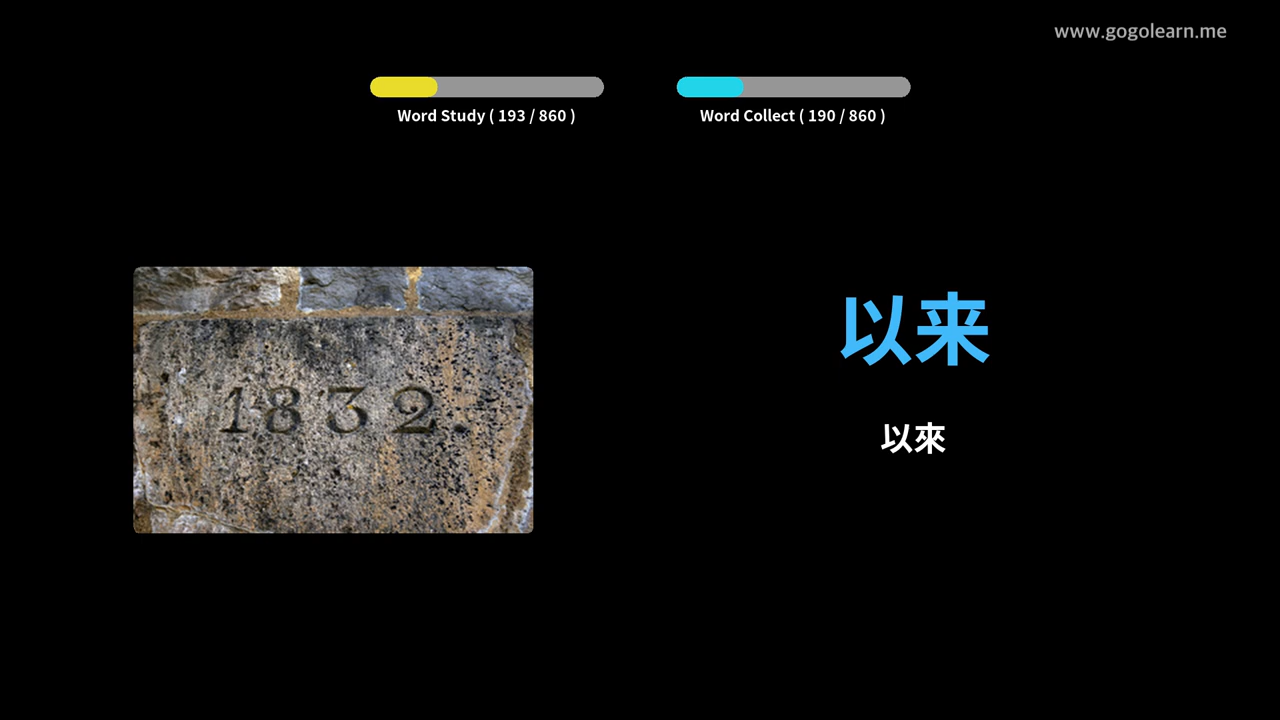 www.gogolearn.me
Word Study ( 193 / 860 )
Word Collect ( 190 / 860 )
1832.
以来
以來